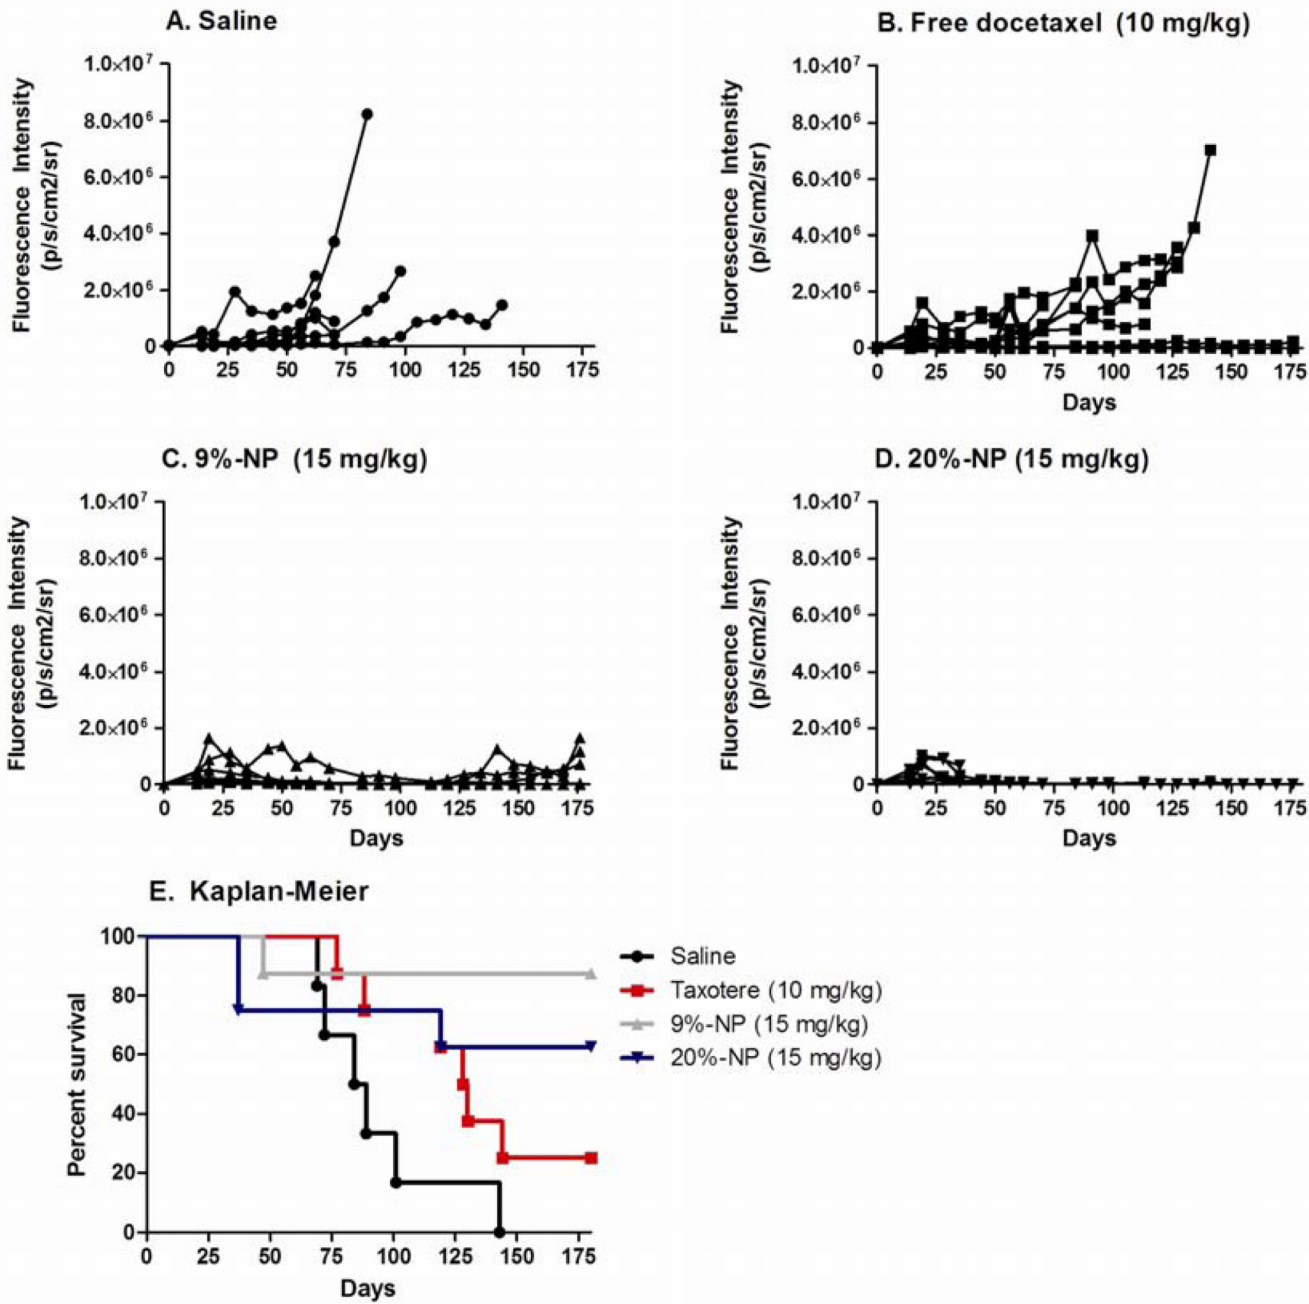 A. Saline
Fluorescence Intensity
(p/s/cm2/sr)
1.0×10⁷
8.0×10⁶
6.0×10⁶
4.0×10⁶
2.0×10⁶
0
0 25 50 75 100 125 150 175
B. Free docetaxel (10 mg/kg)
Fluorescence Intensity
(p/s/cm2/sr)
1.0×10⁷
8.0×10⁶
6.0×10⁶
4.0×10⁶
2.0×10⁶
0
0 25 50 75 100 125 150 175
Days
C. 9%-NP (15 mg/kg)
Fluorescence Intensity
(p/s/cm2/sr)
1.0×10⁷
8.0×10⁶
6.0×10⁶
4.0×10⁶
2.0×10⁶
0
0 25 50 75 100 125 150 175
Days
D. 20%-NP (15 mg/kg)
Fluorescence Intensity
(p/s/cm2/sr)
1.0×10⁷
8.0×10⁶
6.0×10⁶
4.0×10⁶
2.0×10⁶
0
0 25 50 75 100 125 150 175
Days
E. Kaplan-Meier
Percent survival
100
80
60
40
20
0
0 25 50 75 100 125 150 175
Days
Saline
Taxotere (10 mg/kg)
9%-NP (15 mg/kg)
20%-NP (15 mg/kg)